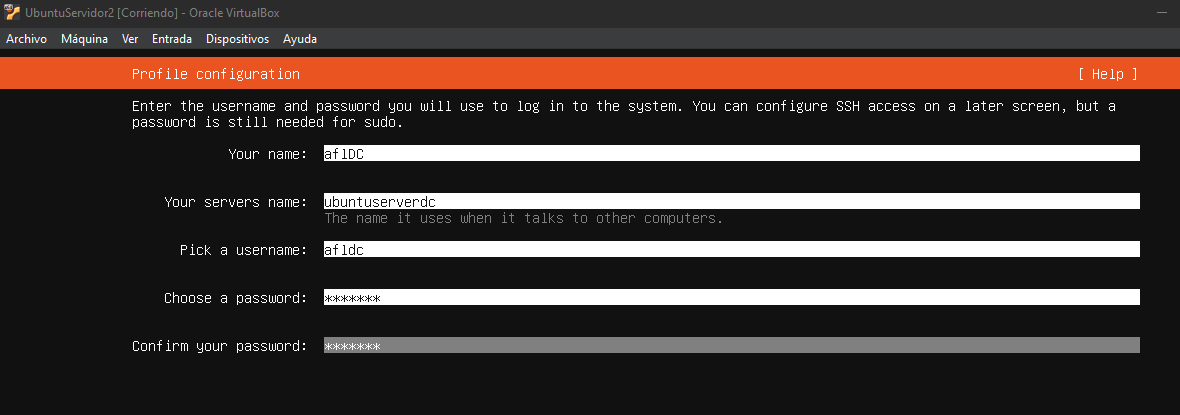 UbuntuServidor2 [Corriendo] - Oracle VirtualBox
Archivo Máquina Ver Entrada Dispositivos Ayuda
Profile configuration [ Help ]
Enter the username and password you will use to log in to the system. You can configure SSH access on a later screen, but a
password is still needed for sudo.
Your name: aflDC
Your servers name: ubuntuserverdc
The name it uses when it talks to other computers.
Pick a username: afldc
Choose a password: *******
Confirm your password: *******